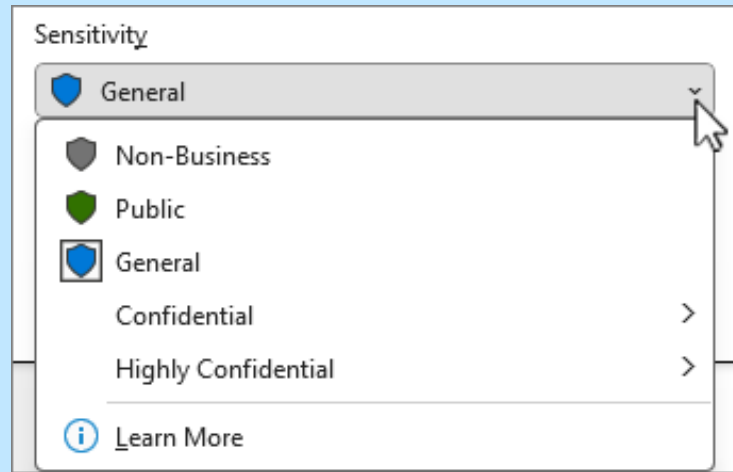 Sensitivity
General
Non-Business
Public
General
Confidential
Highly Confidential
Learn More